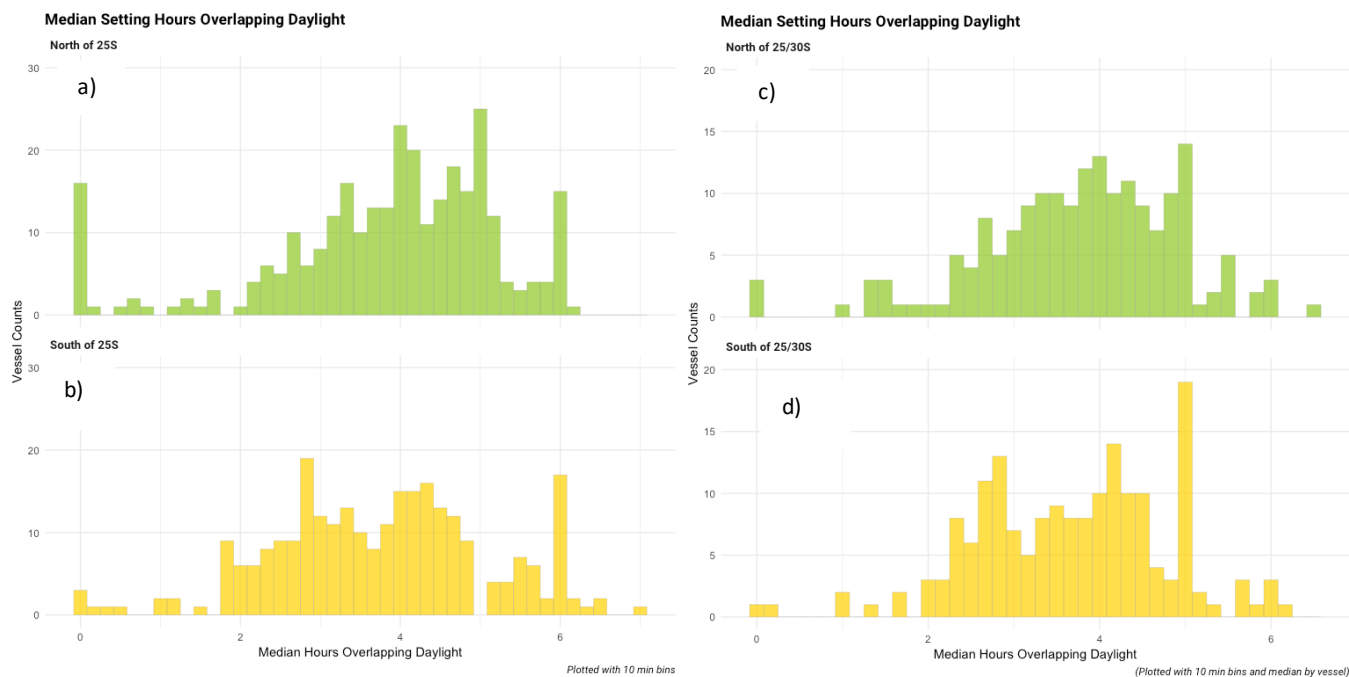 Median Setting Hours Overlapping Daylight
North of 25S
a)
30
20
10
0
South of 25S
b)
30
20
10
0
Vessel Counts
0 2 4 6
Median Hours Overlapping Daylight
Plotted with 10 min bins
Median Setting Hours Overlapping Daylight
North of 25/30S
c)
20
15
10
5
0
South of 25/30S
d)
20
15
10
5
0
Vessel Counts
0 2 4 6
Median Hours Overlapping Daylight
(Plotted with 10 min bins and median by vessel)